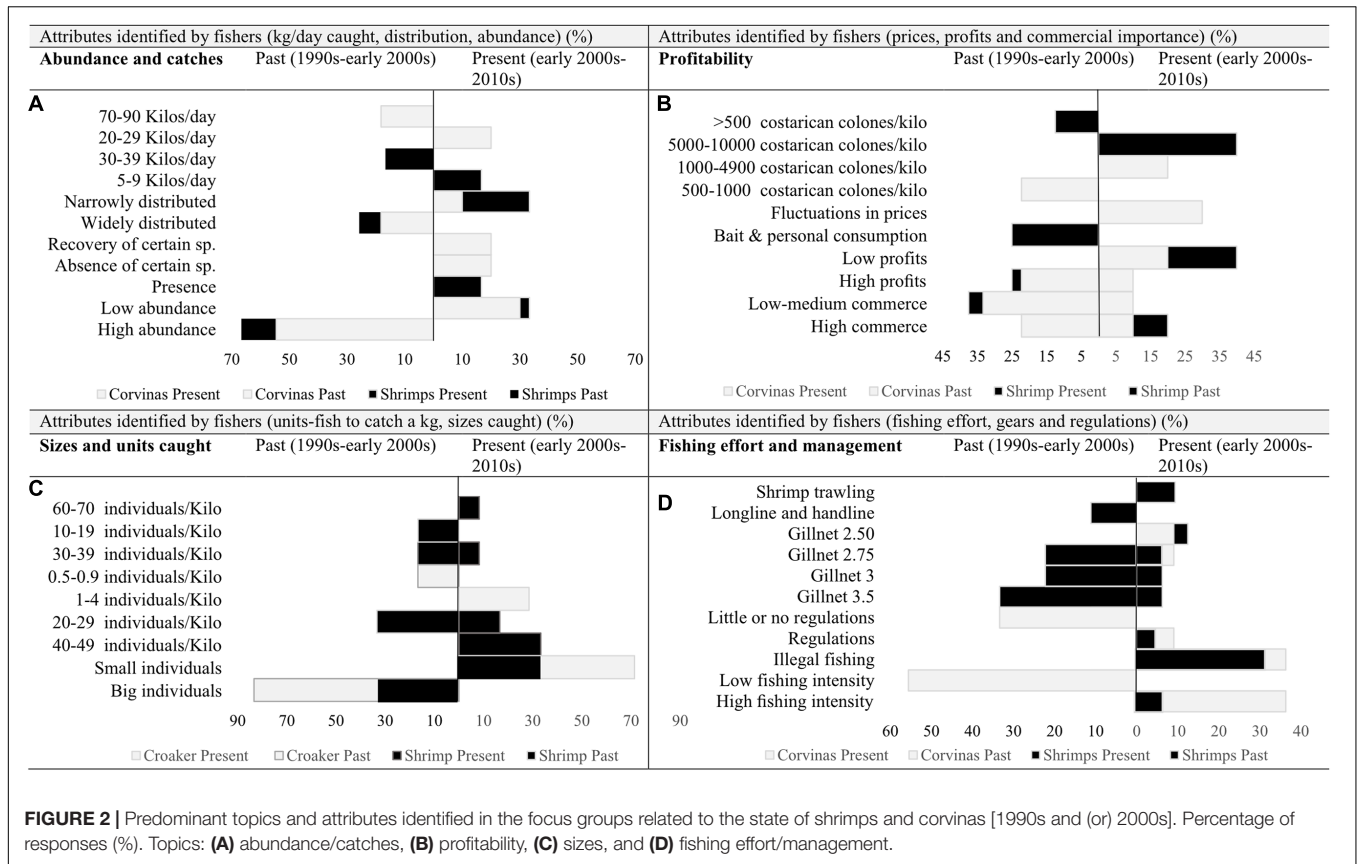 Attributes identified by fishers (kg/day caught, distribution, abundance) (%)
Abundance and catches
Past (1990s-early 2000s)
Present (early 2000s-
2010s)
A
70-90 Kilos/day
20-29 Kilos/day
30-39 Kilos/day
5-9 Kilos/day
Narrowly distributed
Widely distributed
Recovery of certain sp.
Absence of certain sp.
Presence
Low abundance
High abundance
70 50 30 10 10 30 50 70
Corvinas Present Corvinas Past Shrimps Present Shrimps Past
Attributes identified by fishers (prices, profits and commercial importance) (%)
Profitability
Past (1990s-early 2000s)
Present (early 2000s-
2010s)
B
>500 costarican colones/kilo
5000-10000 costarican colones/kilo
1000-4900 costarican colones/kilo
500-1000 costarican colones/kilo
Fluctuations in prices
Bait & personal consumption
Low profits
High profits
Low-medium commerce
High commerce
45 35 25 15 5 5 15 25 35 45
Corvinas Present Corvinas Past Shrimp Present Shrimp Past
Attributes identified by fishers (units-fish to catch a kg, sizes caught) (%)
Sizes and units caught
Past (1990s-early 2000s)
Present (early 2000s-
2010s)
C
60-70 individuals/Kilo
10-19 individuals/Kilo
30-39 individuals/Kilo
0.5-0.9 individuals/Kilo
1-4 individuals/Kilo
20-29 individuals/Kilo
40-49 individuals/Kilo
Small individuals
Big individuals
90 70 50 30 10 10 30 50 70 90
Croaker Present Croaker Past Shrimp Present Shrimp Past
Attributes identified by fishers (fishing effort, gears and regulations) (%)
Fishing effort and management
Past (1990s-early 2000s)
Present (early 2000s-
2010s)
D
Shrimp trawling
Longline and handline
Gillnet 2.50
Gillnet 2.75
Gillnet 3
Gillnet 3.5
Little or no regulations
Regulations
Illegal fishing
Low fishing intensity
High fishing intensity
60 50 40 30 20 10 0 10 20 30 40
Corvinas Present Corvinas Past Shrimps Present Shrimps Past
FIGURE 2 | Predominant topics and attributes identified in the focus groups related to the state of shrimps and corvinas [1990s and (or) 2000s]. Percentage of
responses (%). Topics: (A) abundance/catches, (B) profitability, (C) sizes, and (D) fishing effort/management.